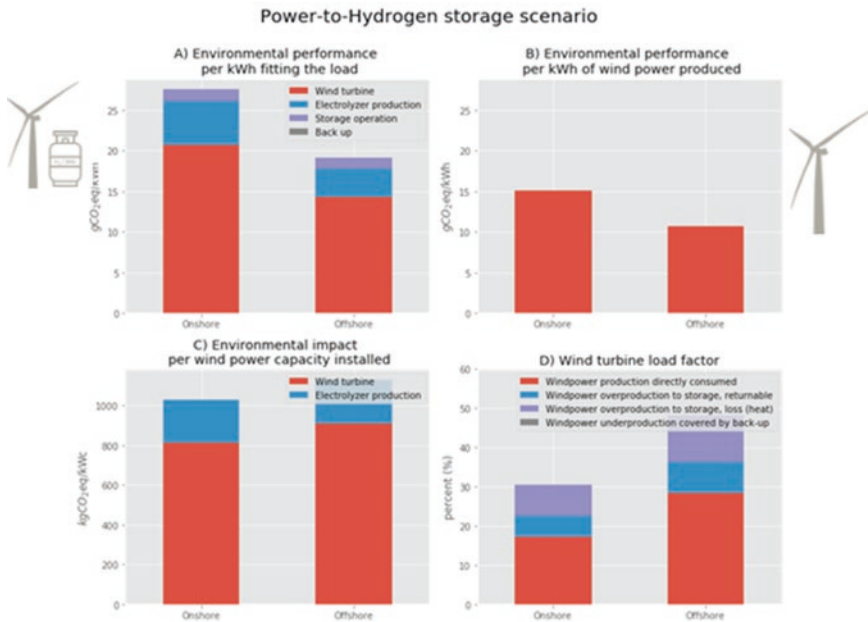 Power-to-Hydrogen storage scenario
A) Environmental performance
per kWh fitting the load
Wind turbine
Electrolyzer production
Storage operation
Back up
gCO₂eq/kWh
25
20
15
10
5
0
Onshore
Offshore
B) Environmental performance
per kWh of wind power produced
gCO₂eq/kWh
25
20
15
10
5
0
Onshore
Offshore
C) Environmental impact
per wind power capacity installed
Wind turbine
Electrolyzer production
kgCO₂eq/kWc
1000
800
600
400
200
0
Onshore
Offshore
D) Wind turbine load factor
Windpower production directly consumed
Windpower overproduction to storage, returnable
Windpower overproduction to storage, loss (heat)
Windpower underproduction covered by back-up
percent (%)
60
50
40
30
20
10
0
Onshore
Offshore